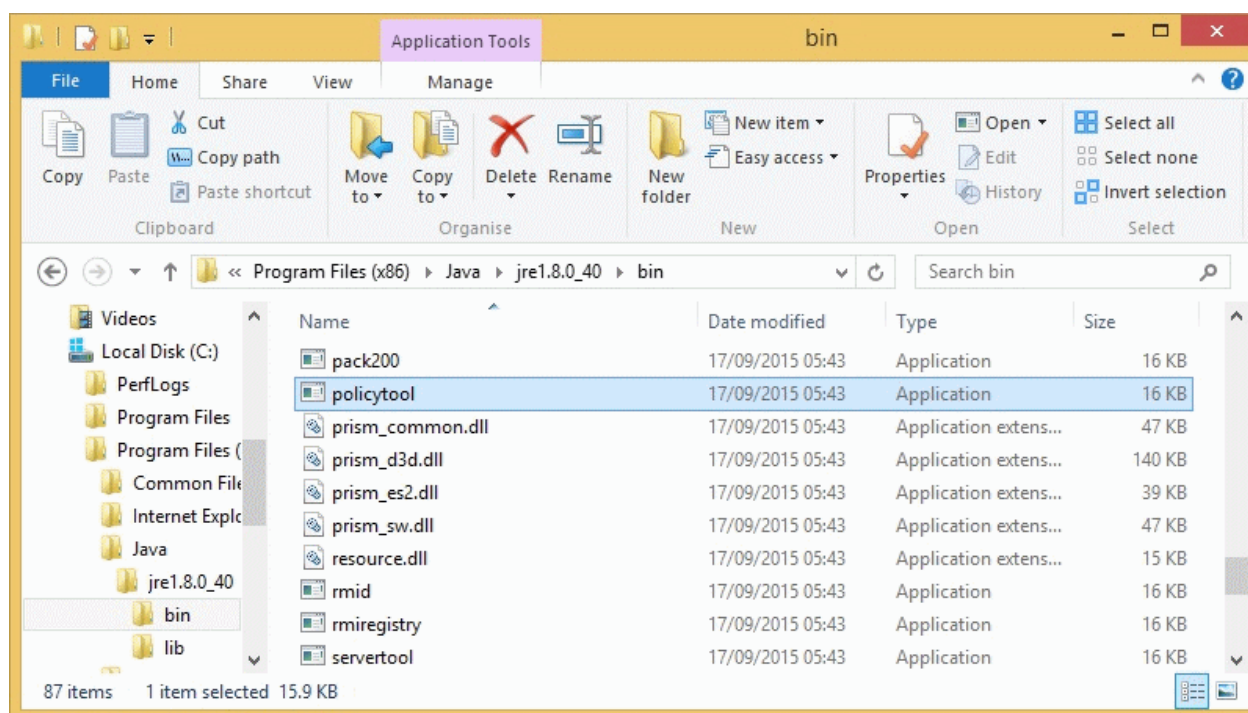 Application Tools
bin
File Home Share View Manage
Cut
Copy path
Paste shortcut
Copy
Paste
Clipboard
Move to
Copy to
Delete
Rename
Organise
New folder
New item
Easy access
New
Properties
Open
Edit
History
Open
Select all
Select none
Invert selection
Select
« Program Files (x86) Java jre1.8.0_40 bin
Search bin
Videos
Local Disk (C:)
PerfLogs
Program Files
Program Files (
Common File
Internet Explo
Java
jre1.8.0_40
bin
lib
Name Date modified Type Size
pack200 17/09/2015 05:43 Application 16 KB
policytool 17/09/2015 05:43 Application 16 KB
prism_common.dll 17/09/2015 05:43 Application extens... 47 KB
prism_d3d.dll 17/09/2015 05:43 Application extens... 140 KB
prism_es2.dll 17/09/2015 05:43 Application extens... 39 KB
prism_sw.dll 17/09/2015 05:43 Application extens... 47 KB
resource.dll 17/09/2015 05:43 Application extens... 15 KB
rmid 17/09/2015 05:43 Application 16 KB
rmiregistry 17/09/2015 05:43 Application 16 KB
servertool 17/09/2015 05:43 Application 16 KB
87 items 1 item selected 15.9 KB